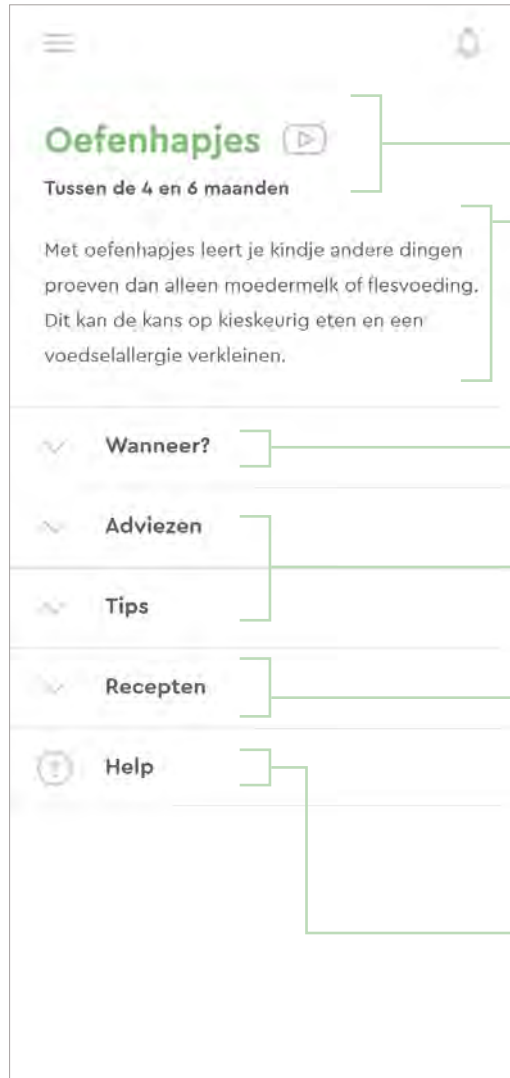 Oefenhapjes
Tussen de 4 en 6 maanden
Met oefenhapjes leert je kindje andere dingen
proeven dan alleen moedermelk of flesvoeding.
Dit kan de kans op kieskeurig eten en een
voedselallergie verkleinen.
Wanneer?
Adviezen
Tips
Recepten
Help